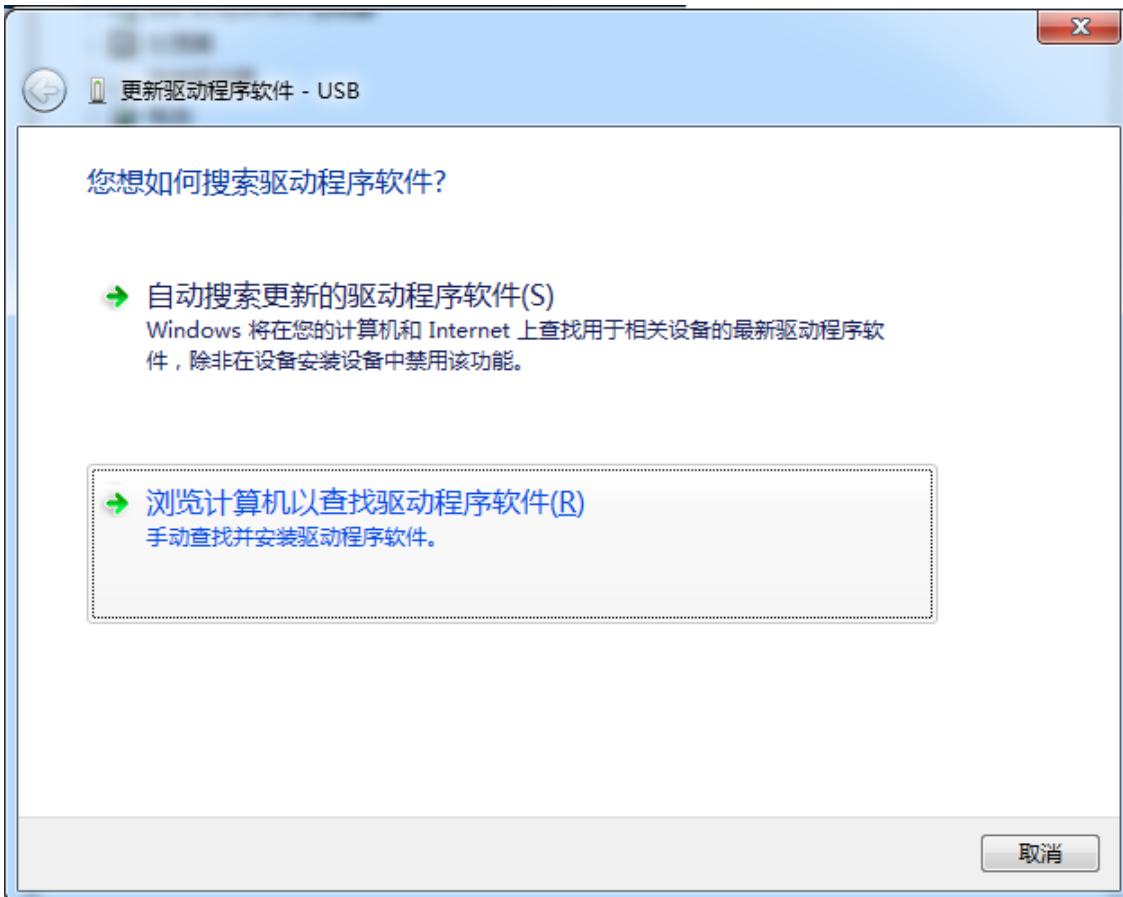 更新驱动程序软件 - USB
您想如何搜索驱动程序软件?
自动搜索更新的驱动程序软件(S)
Windows 将在您的计算机和 Internet 上查找用于相关设备的最新驱动程序软
件，除非在设备安装设备中禁用该功能。
浏览计算机以查找驱动程序软件(R)
手动查找并安装驱动程序软件。
取消